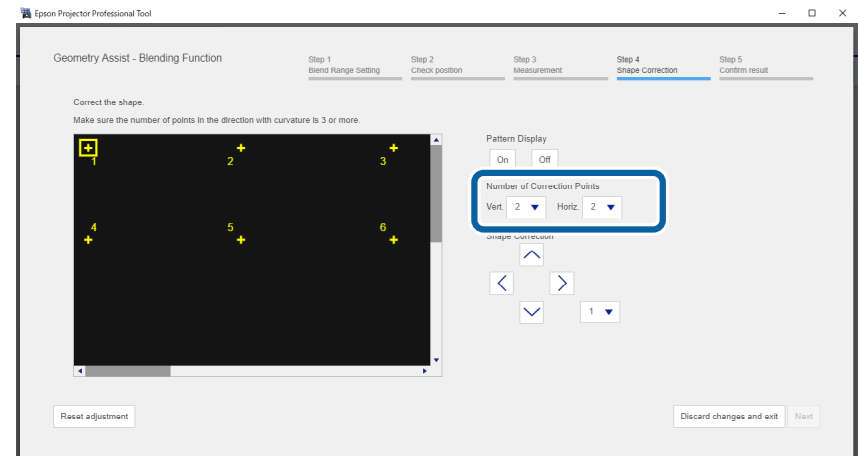 Epson Projector Professional Tool
Geometry Assist - Blending Function
Step 1
Blend Range Setting
Step 2
Check position
Step 3
Measurement
Step 4
Shape Correction
Step 5
Confirm result
Correct the shape.
Make sure the number of points in the direction with curvature is 3 or more.
1
2
3
4
5
6
Pattern Display
On Off
Number of Correction Points
Vert. 2 Horiz. 2
Shape Correction
1
Reset adjustment
Discard changes and exit
Next